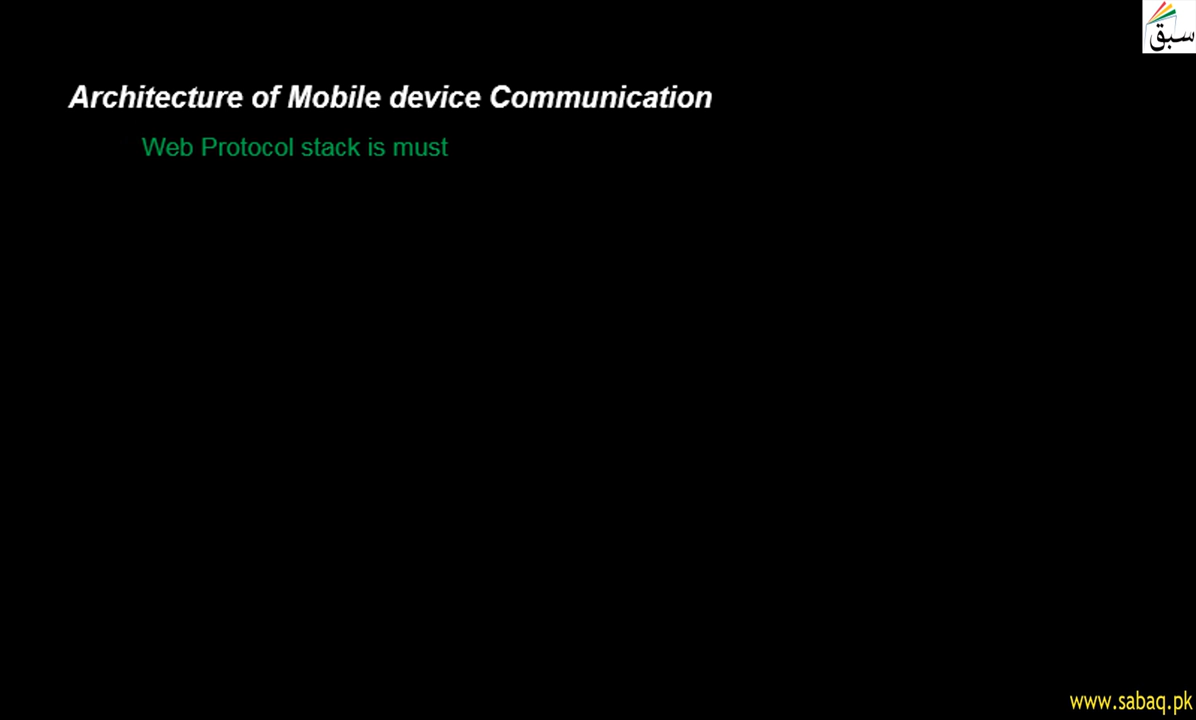 سبق
Architecture of Mobile device Communication
Web Protocol stack is must
www.sabaq.pk